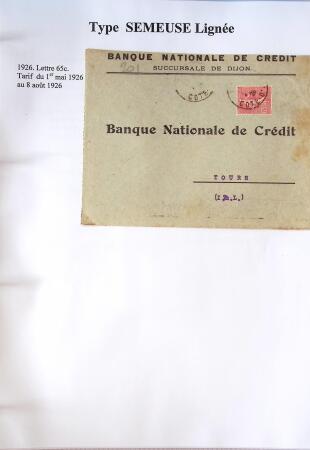 Type SEMEUSE Lignée
1926. Lettre 65c.
Tarif du 1er mai 1926
au 8 août 1926
BANQUE NATIONALE DE CRÉDIT
SUCCURSALE DE DIJON
Banque Nationale de Crédit
TOURS